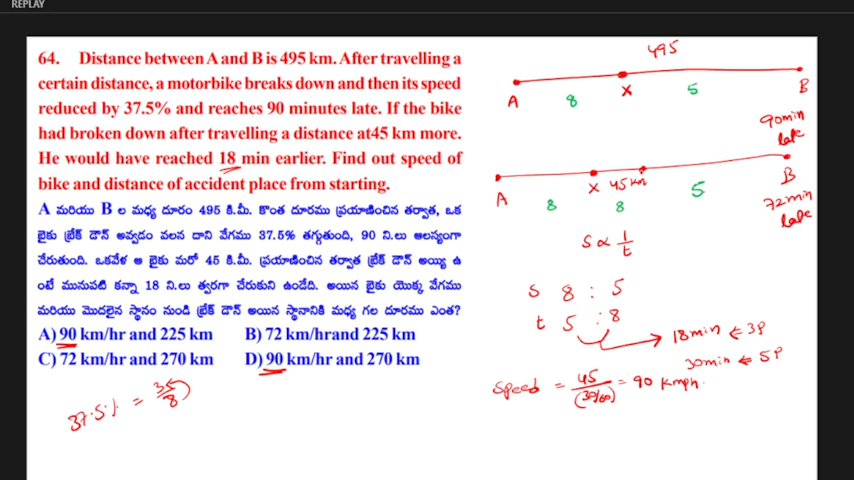 REPLAY
64. Distance between A and B is 495 km. After travelling a
certain distance, a motorbike breaks down and then its speed
reduced by 37.5% and reaches 90 minutes late. If the bike
had broken down after travelling a distance at45 km more.
He would have reached 18 min earlier. Find out speed of
bike and distance of accident place from starting.
A మరియు B ల మధ్య దూరం 495 కి.మీ. కొంత దూరము ప్రయాణించిన తర్వాత, ఒక
బైకు బ్రేక్ డౌన్ అవ్వడం వలన దాని వేగము 37.5% తగ్గుతుంది, 90 ని.లు ఆలస్యంగా
చేరుతుంది. ఒకవేళ ఆ బైకు మరో 45 కి.మీ. ప్రయాణించిన తర్వాత బ్రేక్ డౌన్ అయ్యి ఉ
ంటే మునుపటి కన్నా 18 ని.లు త్వరగా చేరుకుని ఉండేది. అయిన బైకు యొక్క వేగము
మరియు మొదలైన స్థానం నుండి బ్రేక్ డౌన్ అయిన స్థానానికి మధ్య గల దూరము ఎంత?
A) 90 km/hr and 225 km B) 72 km/hrand 225 km
C) 72 km/hr and 270 km D) 90 km/hr and 270 km
37.5% = 3/8
495
A 8 X 5 B
90min
late
A X 45 km B
8 8 5
72min
late
S ∝ 1/t
S 8 : 5
t 5 : 8
18min ← 3P
30min ← 5P
Speed = 45/(30/60) = 90 Kmph.